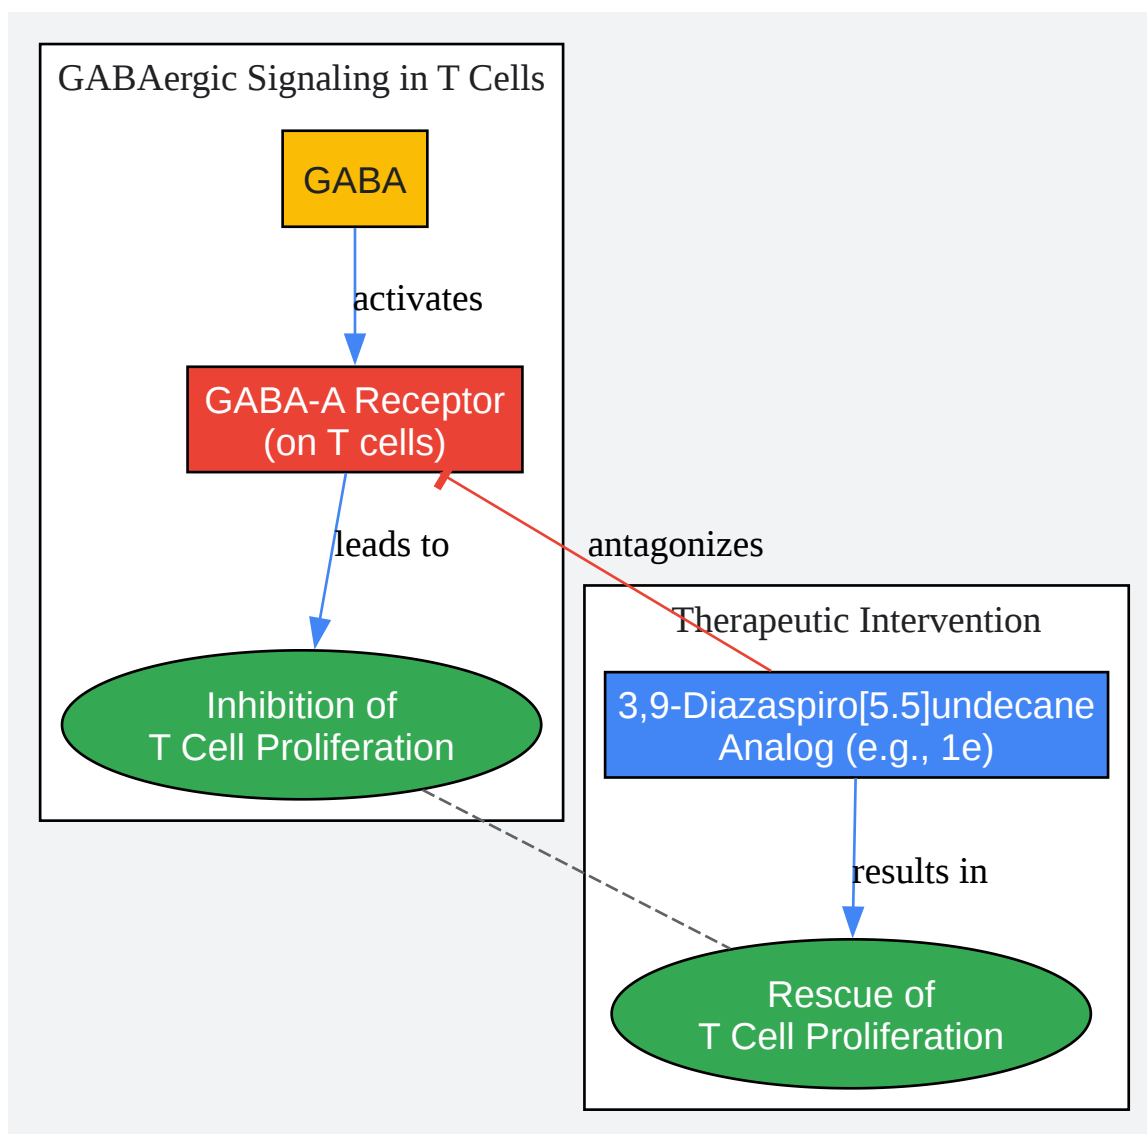 GABAergic Signaling in T Cells
GABA
activates
GABA-A Receptor
(on T cells)
leads to
Inhibition of
T Cell Proliferation
antagonizes
Therapeutic Intervention
3,9-Diazaspiro[5.5]undecane
Analog (e.g., 1e)
results in
Rescue of
T Cell Proliferation